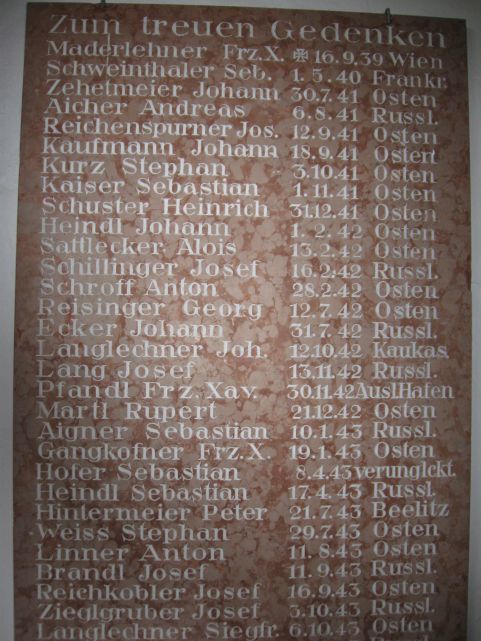 Zum treuen Gedenken
Maderlehner Frz.X. ✠ 16.9.39 Wien
Schweinthaler Seb. 1.5.40 Frankr.
Zehetmeier Johann 30.7.41 Osten
Aicher Andreas 6.8.41 Russl.
Reichenspurner Jos. 12.9.41 Osten
Kaufmann Johann 18.9.41 Ostert
Kurz Stephan 3.10.41 Osten
Kaiser Sebastian 1.11.41 Osten
Schuster Heinrich 31.12.41 Osten
Heindl Johann 1.2.42 Osten
Sattlecker Alois 13.2.42 Osten
Schillinger Josef 16.2.42 Russl.
Schroff Anton 28.2.42 Osten
Reisinger Georg 12.7.42 Osten
Ecker Johann 31.7.42 Russl.
Langlechner Joh. 12.10.42 Kaukas.
Lang Josef 13.11.42 Russl.
Pfandl Frz. Xav. 30.11.42 Ausl.Hafen
Martl Rupert 21.12.42 Osten
Aigner Sebastian 10.1.43 Russl.
Gangkofner Frz.X. 19.1.43 Osten
Hofer Sebastian 8.4.43 verunglckt.
Heindl Sebastian 17.4.43 Russl.
Hintermeier Peter 21.7.43 Beelitz
Weiss Stephan 29.7.43 Osten
Linner Anton 11.8.43 Osten
Brandl Josef 11.9.43 Russl.
Reichkobler Josef 16.9.43 Osten
Zieglgruber Josef 3.10.43 Russl.
Langlechner Siegfr. 6.10.43 Osten